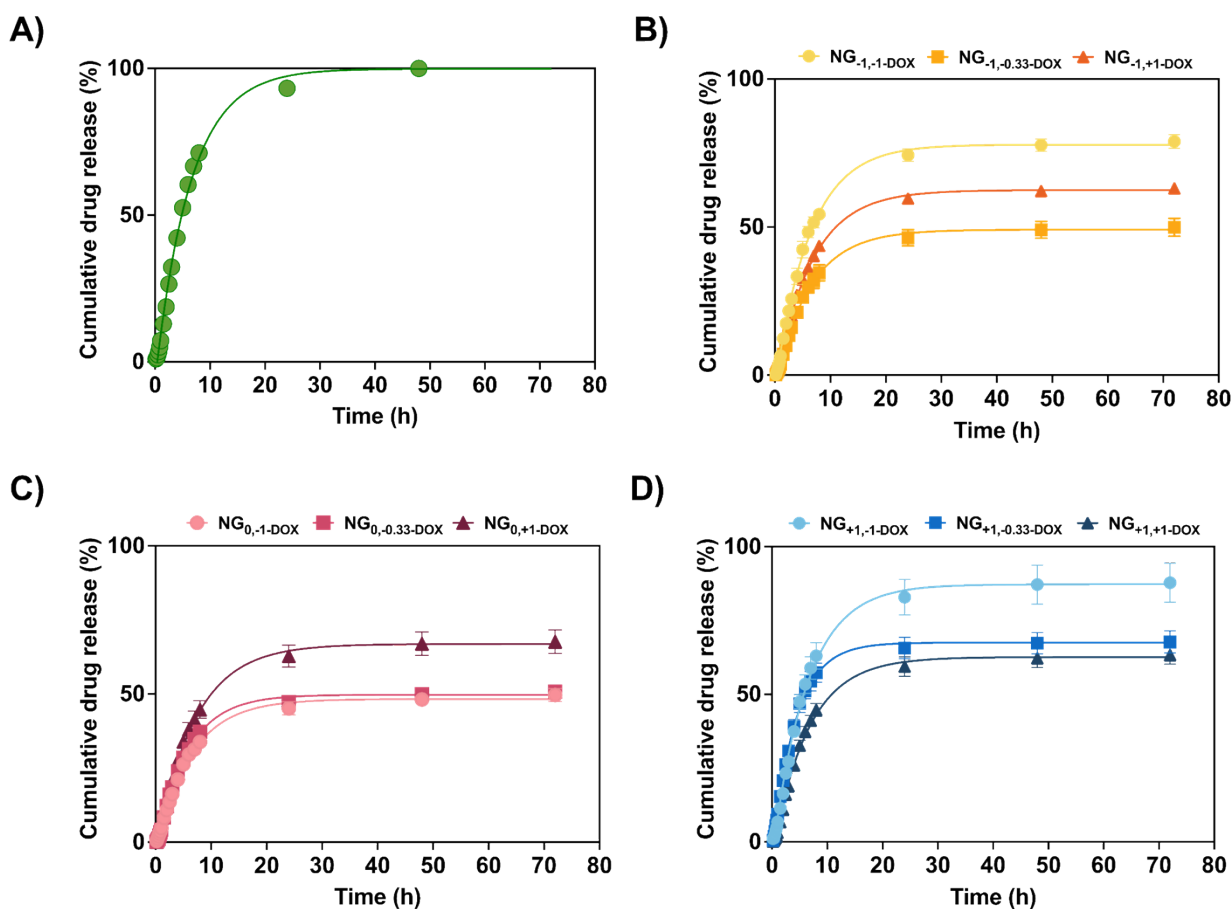 A)
Cumulative drug release (%)
100
50
0
0 10 20 30 40 50 60 70 80
Time (h)
B)
NG-1,-1-DOX NG-1,-0.33-DOX NG-1,+1-DOX
Cumulative drug release (%)
100
50
0
0 10 20 30 40 50 60 70 80
Time (h)
C)
NG0,-1-DOX NG0,-0.33-DOX NG0,+1-DOX
Cumulative drug release (%)
100
50
0
0 10 20 30 40 50 60 70 80
Time (h)
D)
NG+1,-1-DOX NG+1,-0.33-DOX NG+1,+1-DOX
Cumulative drug release (%)
100
50
0
0 10 20 30 40 50 60 70 80
Time (h)